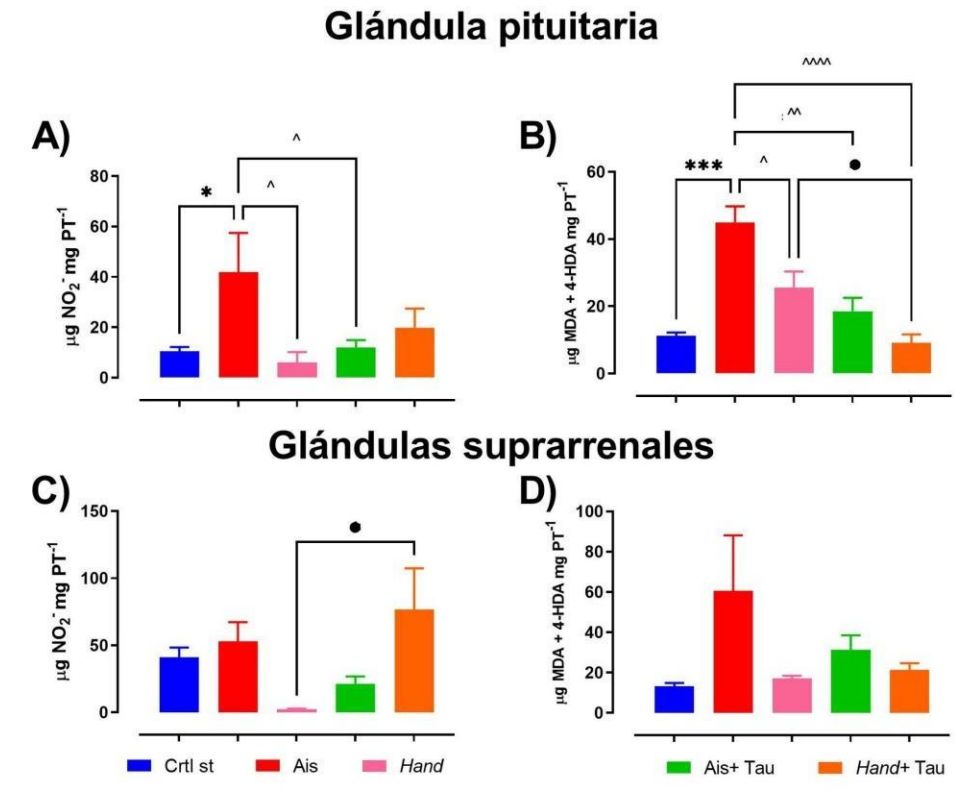 Glándula pituitaria
A)
µg NO₂⁻ mg PT⁻¹
80
60
40
20
0
*
^
^
B)
µg MDA + 4-HDA mg PT⁻¹
60
40
20
0
***
^
^^
^^^^
●
Glándulas suprarrenales
C)
µg NO₂⁻ mg PT⁻¹
150
100
50
0
●
D)
µg MDA + 4-HDA mg PT⁻¹
100
80
60
40
20
0
Crtl st Ais Hand Ais+ Tau Hand+ Tau